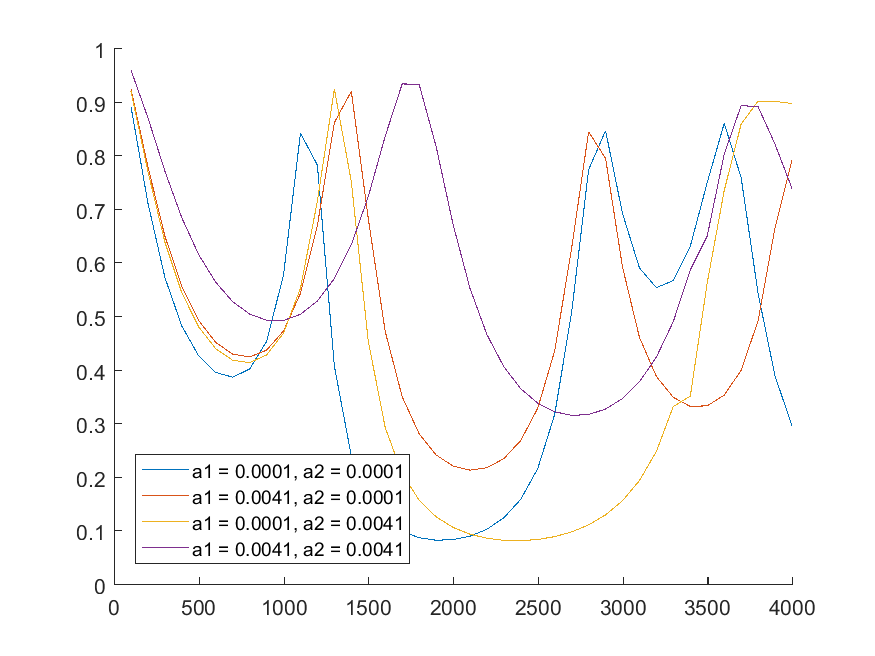 1
0.9
0.8
0.7
0.6
0.5
0.4
0.3
0.2
0.1
0
a1 = 0.0001, a2 = 0.0001
a1 = 0.0041, a2 = 0.0001
a1 = 0.0001, a2 = 0.0041
a1 = 0.0041, a2 = 0.0041
0 500 1000 1500 2000 2500 3000 3500 4000